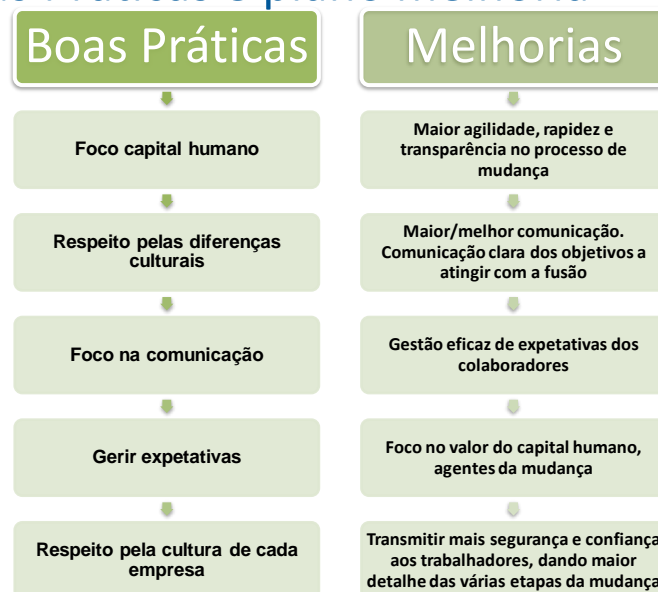 Práticas e plano melhoria
Boas Práticas
Foco capital humano
Respeito pelas diferenças
culturais
Foco na comunicação
Gerir expetativas
Respeito pela cultura de cada
empresa
Melhorias
Maior agilidade, rapidez e
transparência no processo de
mudança
Maior/melhor comunicação.
Comunicação clara dos objetivos a
atingir com a fusão
Gestão eficaz de expetativas dos
colaboradores
Foco no valor do capital humano,
agentes da mudança
Transmitir mais segurança e confiança
aos trabalhadores, dando maior
detalhe das várias etapas da mudança